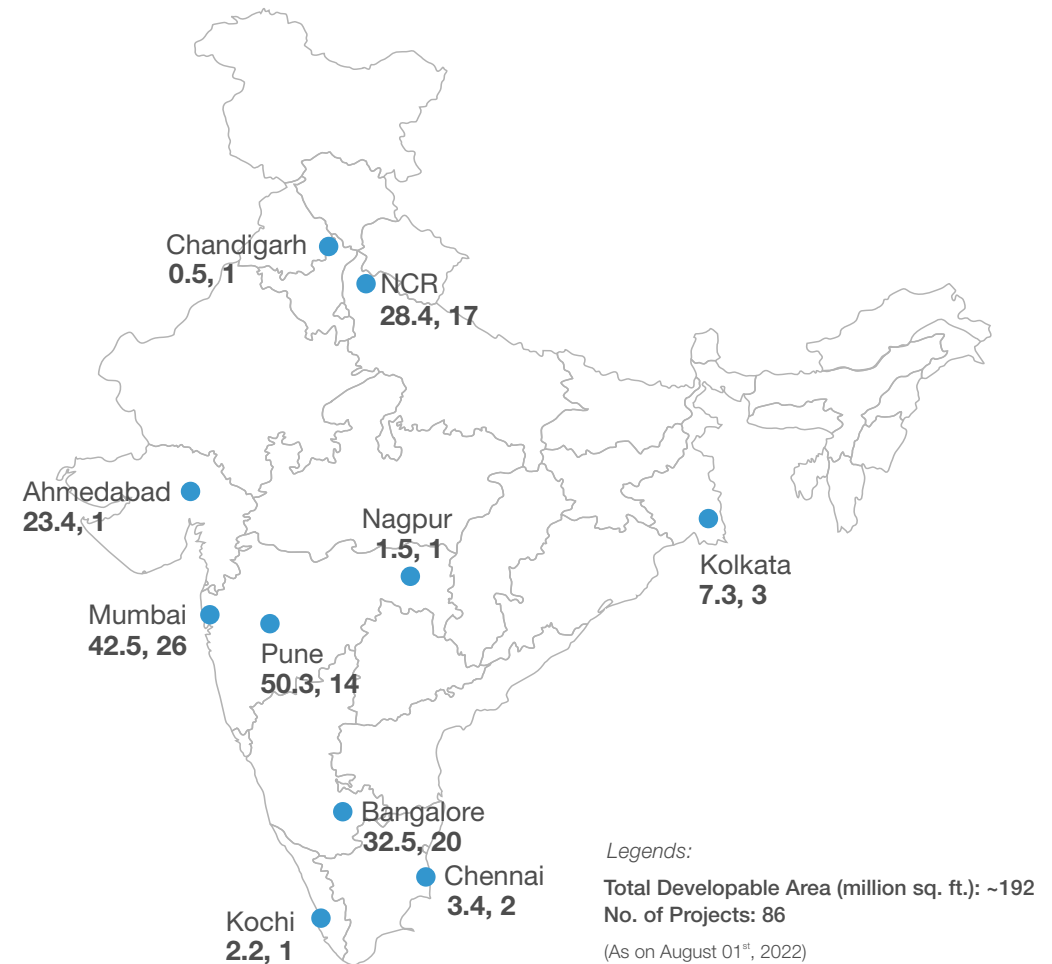 Chandigarh
0.5, 1
NCR
28.4, 17
Ahmedabad
23.4, 1
Nagpur
1.5, 1
Kolkata
7.3, 3
Mumbai
42.5, 26
Pune
50.3, 14
Bangalore
32.5, 20
Chennai
3.4, 2
Kochi
2.2, 1
Legends:
Total Developable Area (million sq. ft.): ~192
No. of Projects: 86
(As on August 01st, 2022)